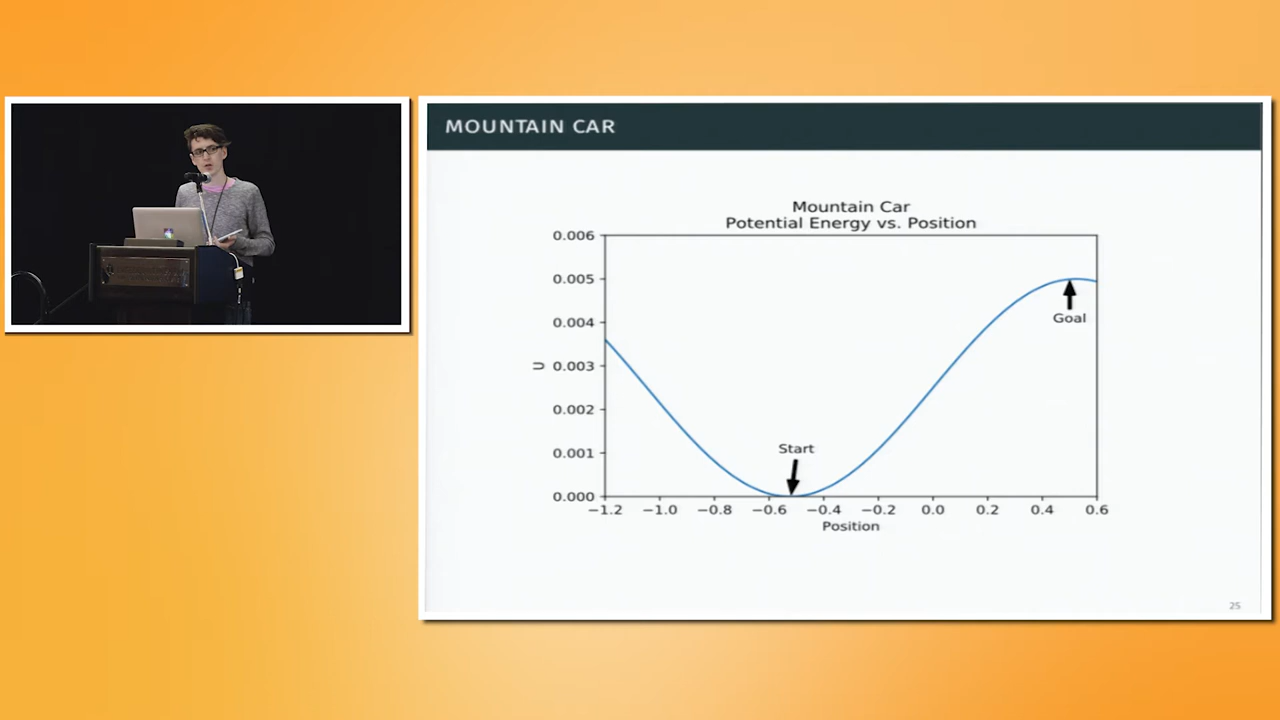 MOUNTAIN CAR
Mountain Car
Potential Energy vs. Position
0.006
0.005
0.004
0.003
0.002
0.001
0.000
U
Goal
Start
−1.2 −1.0 −0.8 −0.6 −0.4 −0.2 0.0 0.2 0.4 0.6
Position
25